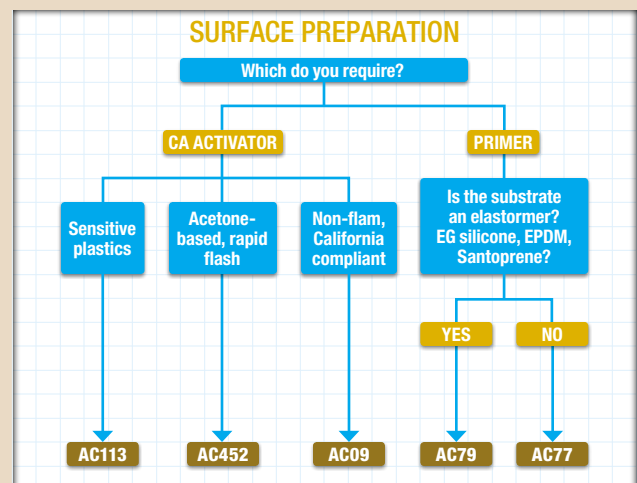 SURFACE PREPARATION
Which do you require?
CA ACTIVATOR
PRIMER
Sensitive
plastics
Acetone-
based, rapid
flash
Non-flam,
California
compliant
Is the substrate
an elastormer?
EG silicone, EPDM,
Santoprene?
YES
NO
AC113
AC452
AC09
AC79
AC77